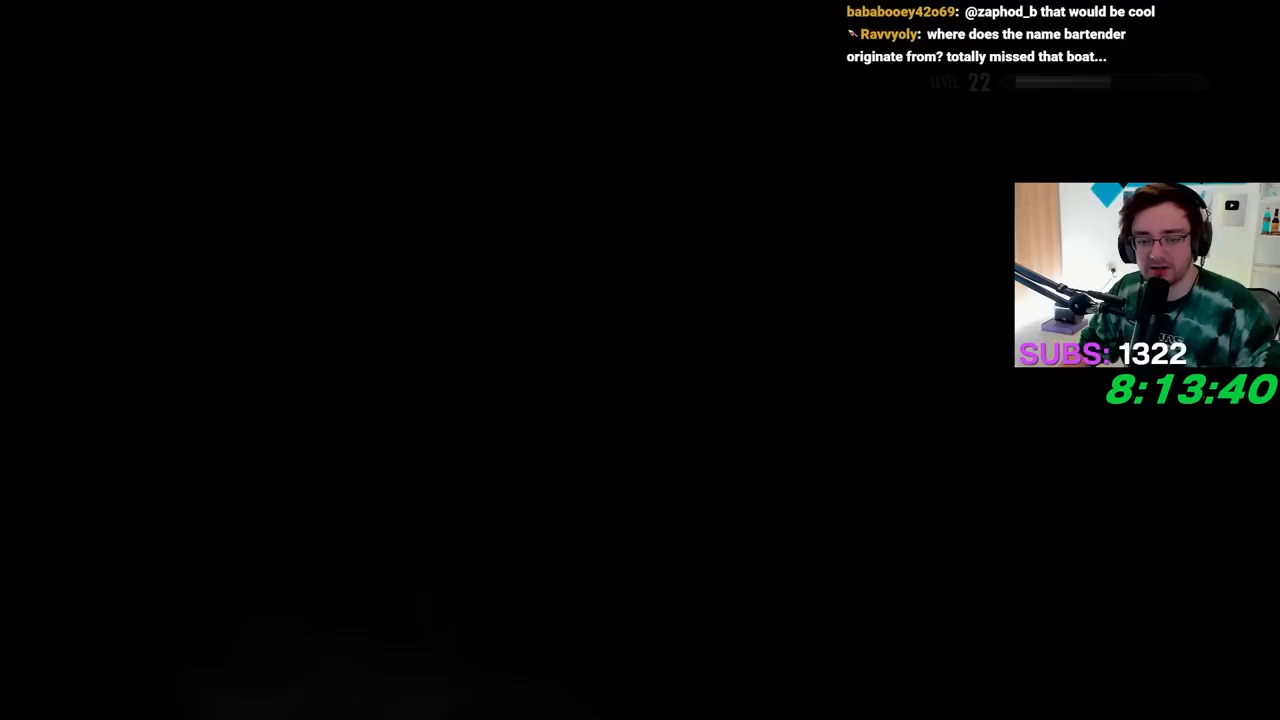 bababooey42o69: @zaphod_b that would be cool
Ravvyoly: where does the name bartender
originate from? totally missed that boat...
LEVEL 22
SUBS: 1322
8:13:40